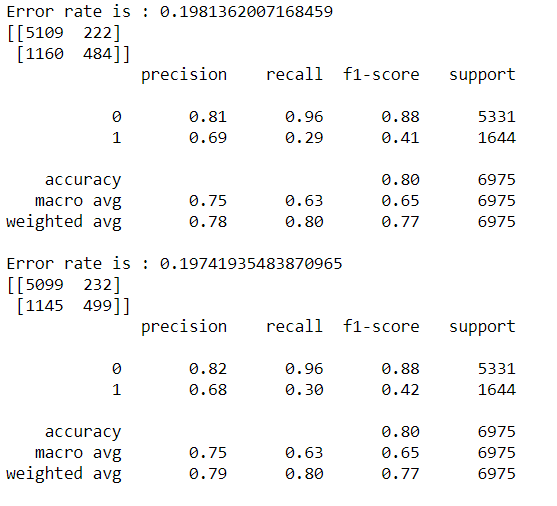 Error rate is : 0.1981362007168459
[[5109  222]
 [1160  484]]
              precision    recall  f1-score   support

           0       0.81      0.96      0.88      5331
           1       0.69      0.29      0.41      1644

    accuracy                           0.80      6975
   macro avg       0.75      0.63      0.65      6975
weighted avg       0.78      0.80      0.77      6975

Error rate is : 0.19741935483870965
[[5099  232]
 [1145  499]]
              precision    recall  f1-score   support

           0       0.82      0.96      0.88      5331
           1       0.68      0.30      0.42      1644

    accuracy                           0.80      6975
   macro avg       0.75      0.63      0.65      6975
weighted avg       0.79      0.80      0.77      6975